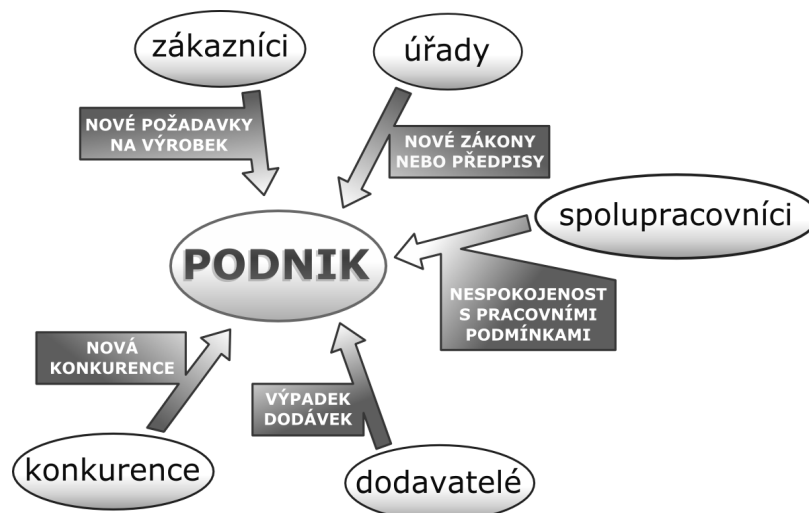 zákazníci
úřady
NOVÉ POŽADAVKY
NA VÝROBEK
NOVÉ ZÁKONY
NEBO PŘEDPISY
spolupracovníci
PODNIK
NESPOKOJENOST
S PRACOVNÍMI
PODMÍNKAMI
NOVÁ
KONKURENCE
VÝPADEK
DODÁVEK
konkurence
dodavatelé